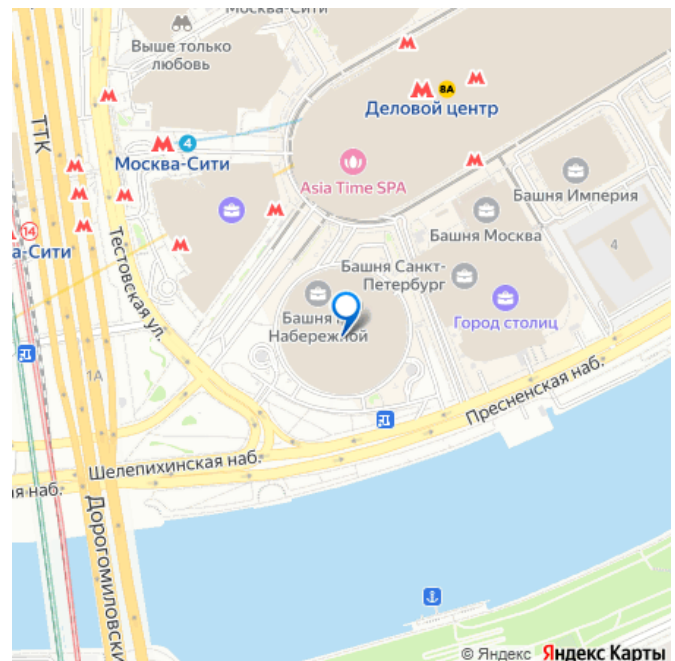 Москва-Сити
Выше только
любовь
8А
Деловой центр
ТТК
4
Москва-Сити
Asia Time SPA
Башня Империя
Башня Москва
14
а-Сити
Тестовская ул.
4
Башня Санкт-
Петербург
Башня
Набережной
Город столиц
1А
Пресненская наб.
Шелепихинская наб.
я наб.
Дорогомиловски
© Яндекс Яндекс Карты